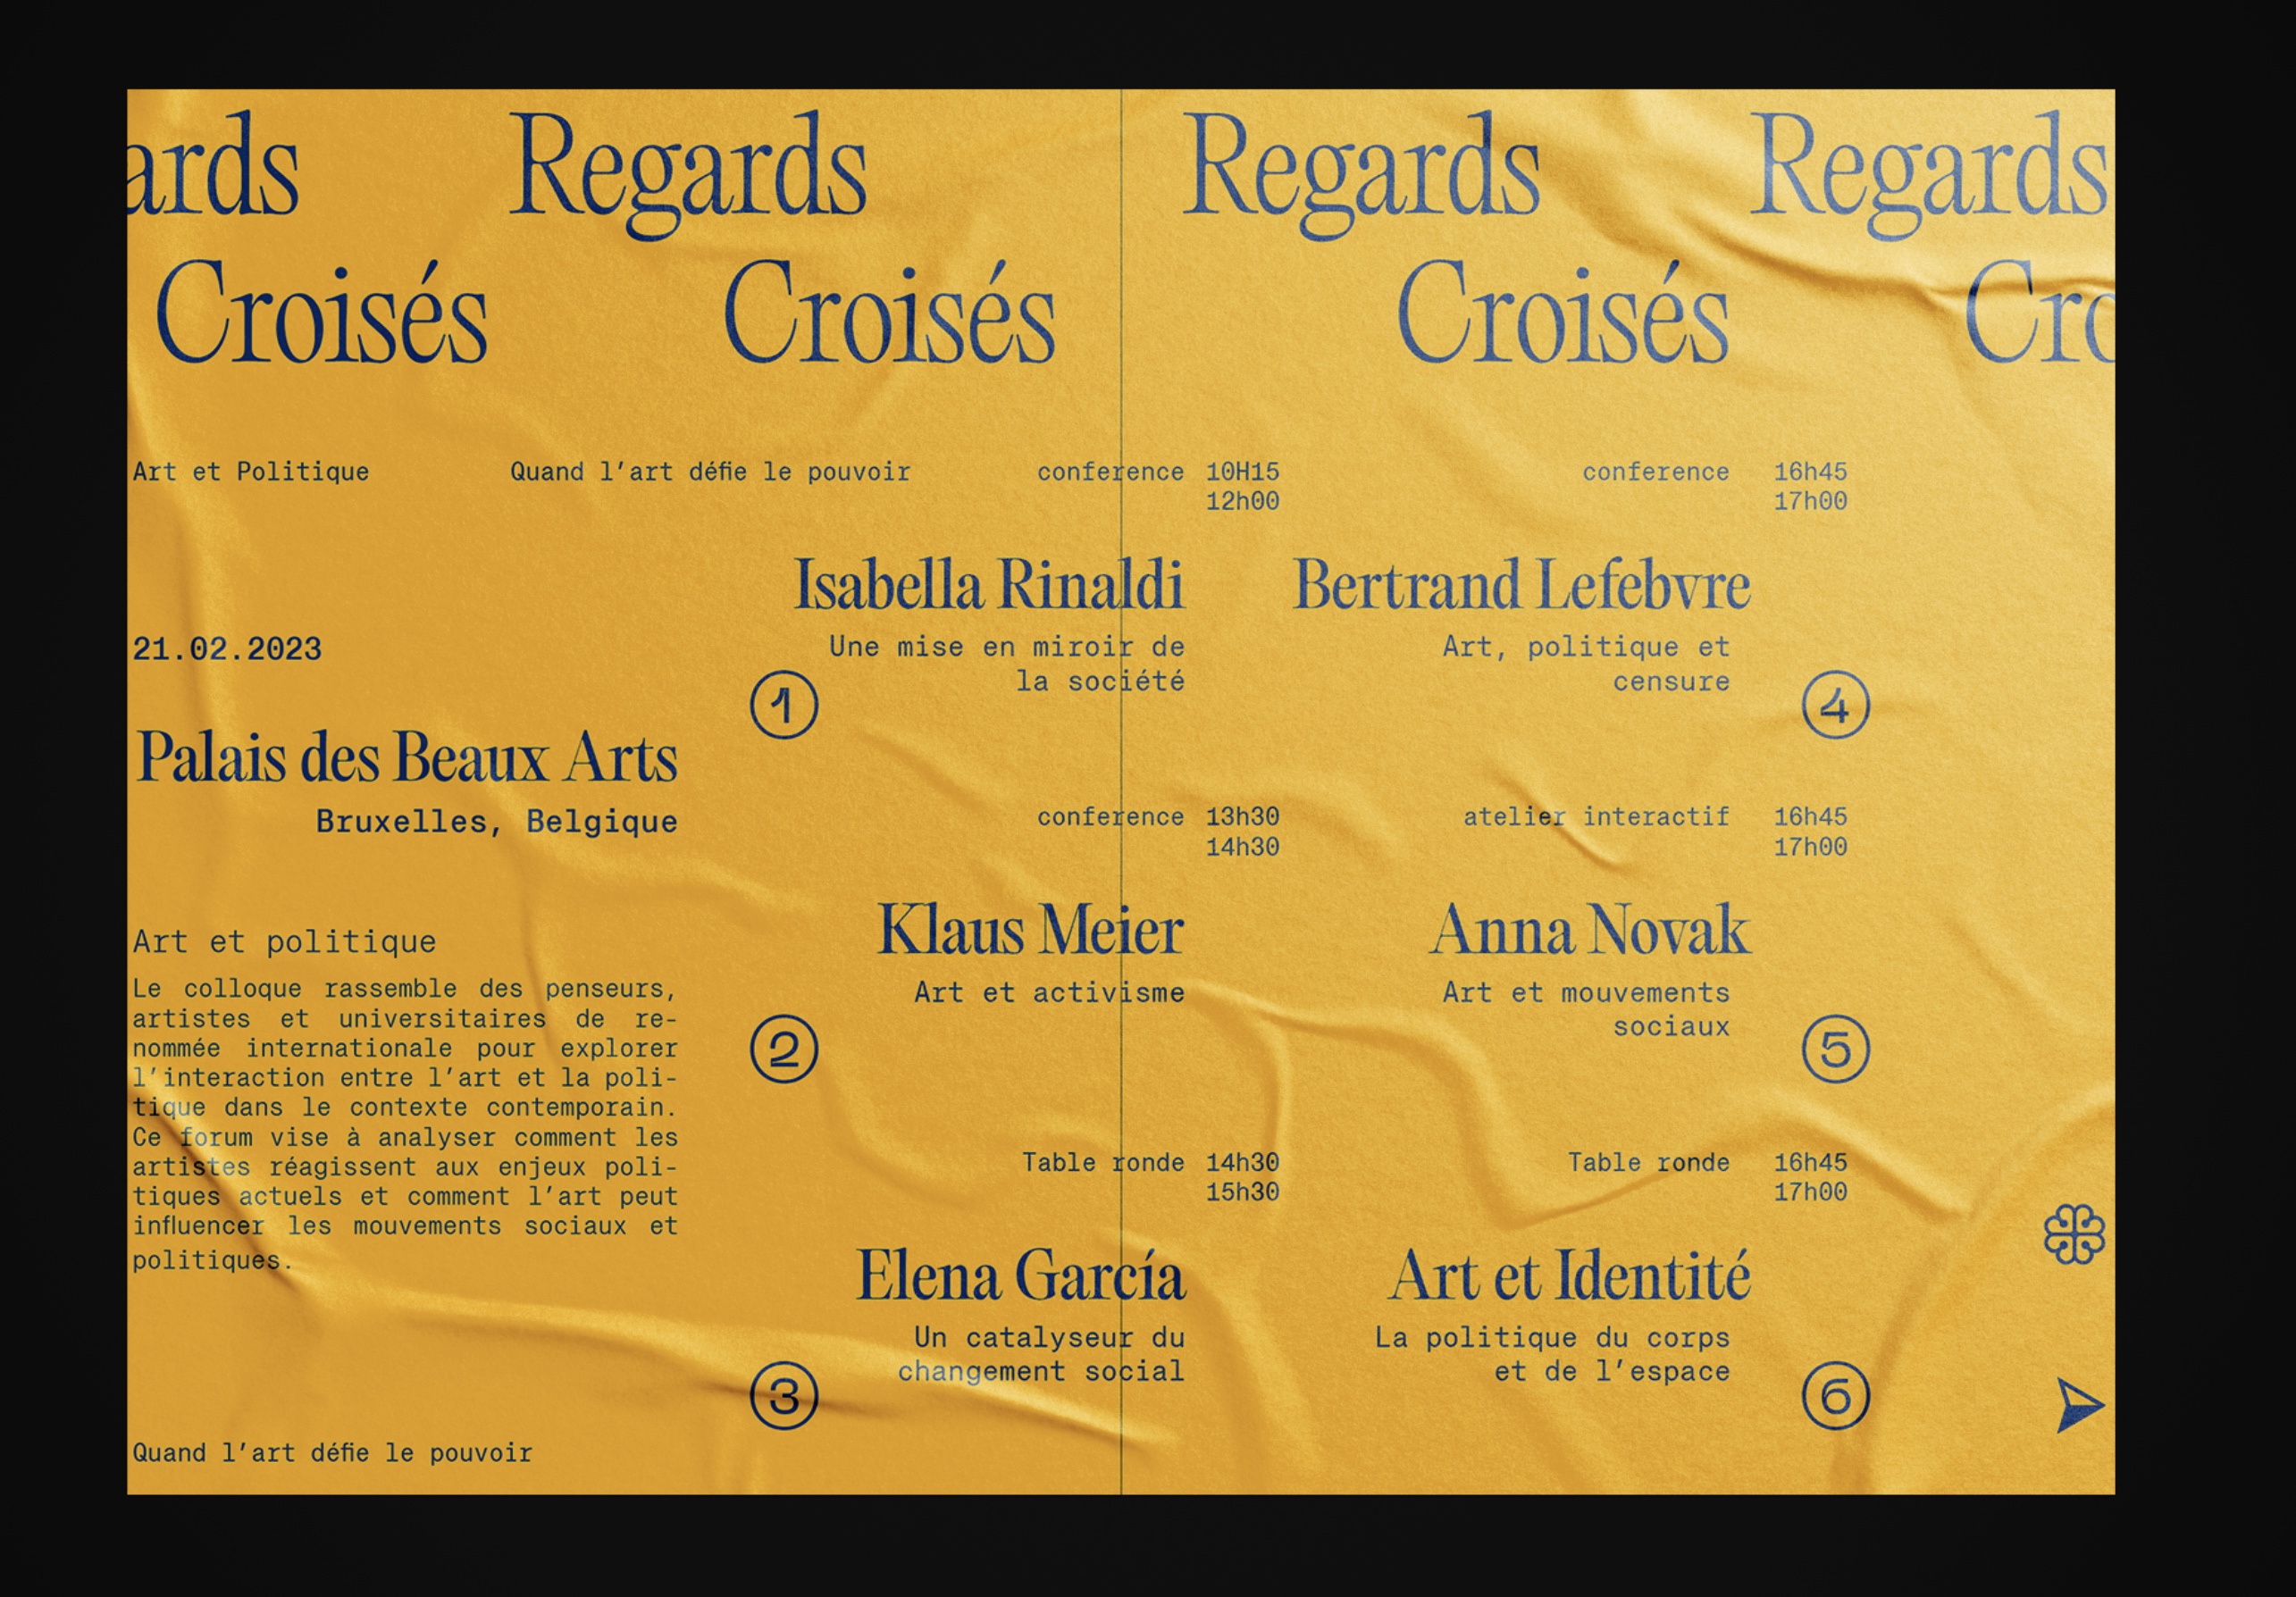 ards Regards Regards Regards
Croisés Croisés Croisés Cro
Art et Politique
Quand l’art défie le pouvoir
21.02.2023
Palais des Beaux Arts
Bruxelles, Belgique
Art et politique
Le colloque rassemble des penseurs,
artistes et universitaires de re-
nommée internationale pour explorer
l’interaction entre l’art et la poli-
tique dans le contexte contemporain.
Ce forum vise à analyser comment les
artistes réagissent aux enjeux poli-
tiques actuels et comment l’art peut
influencer les mouvements sociaux et
politiques.
Quand l’art défie le pouvoir
conference 10H15
12h00
Isabella Rinaldi
Une mise en miroir de
la société
1
conference 13h30
14h30
Klaus Meier
Art et activisme
2
Table ronde 14h30
15h30
Elena García
Un catalyseur du
changement social
3
conference 16h45
17h00
Bertrand Lefebvre
Art, politique et
censure
4
atelier interactif 16h45
17h00
Anna Novak
Art et mouvements
sociaux
5
Table ronde 16h45
17h00
Art et Identité
La politique du corps
et de l’espace
6